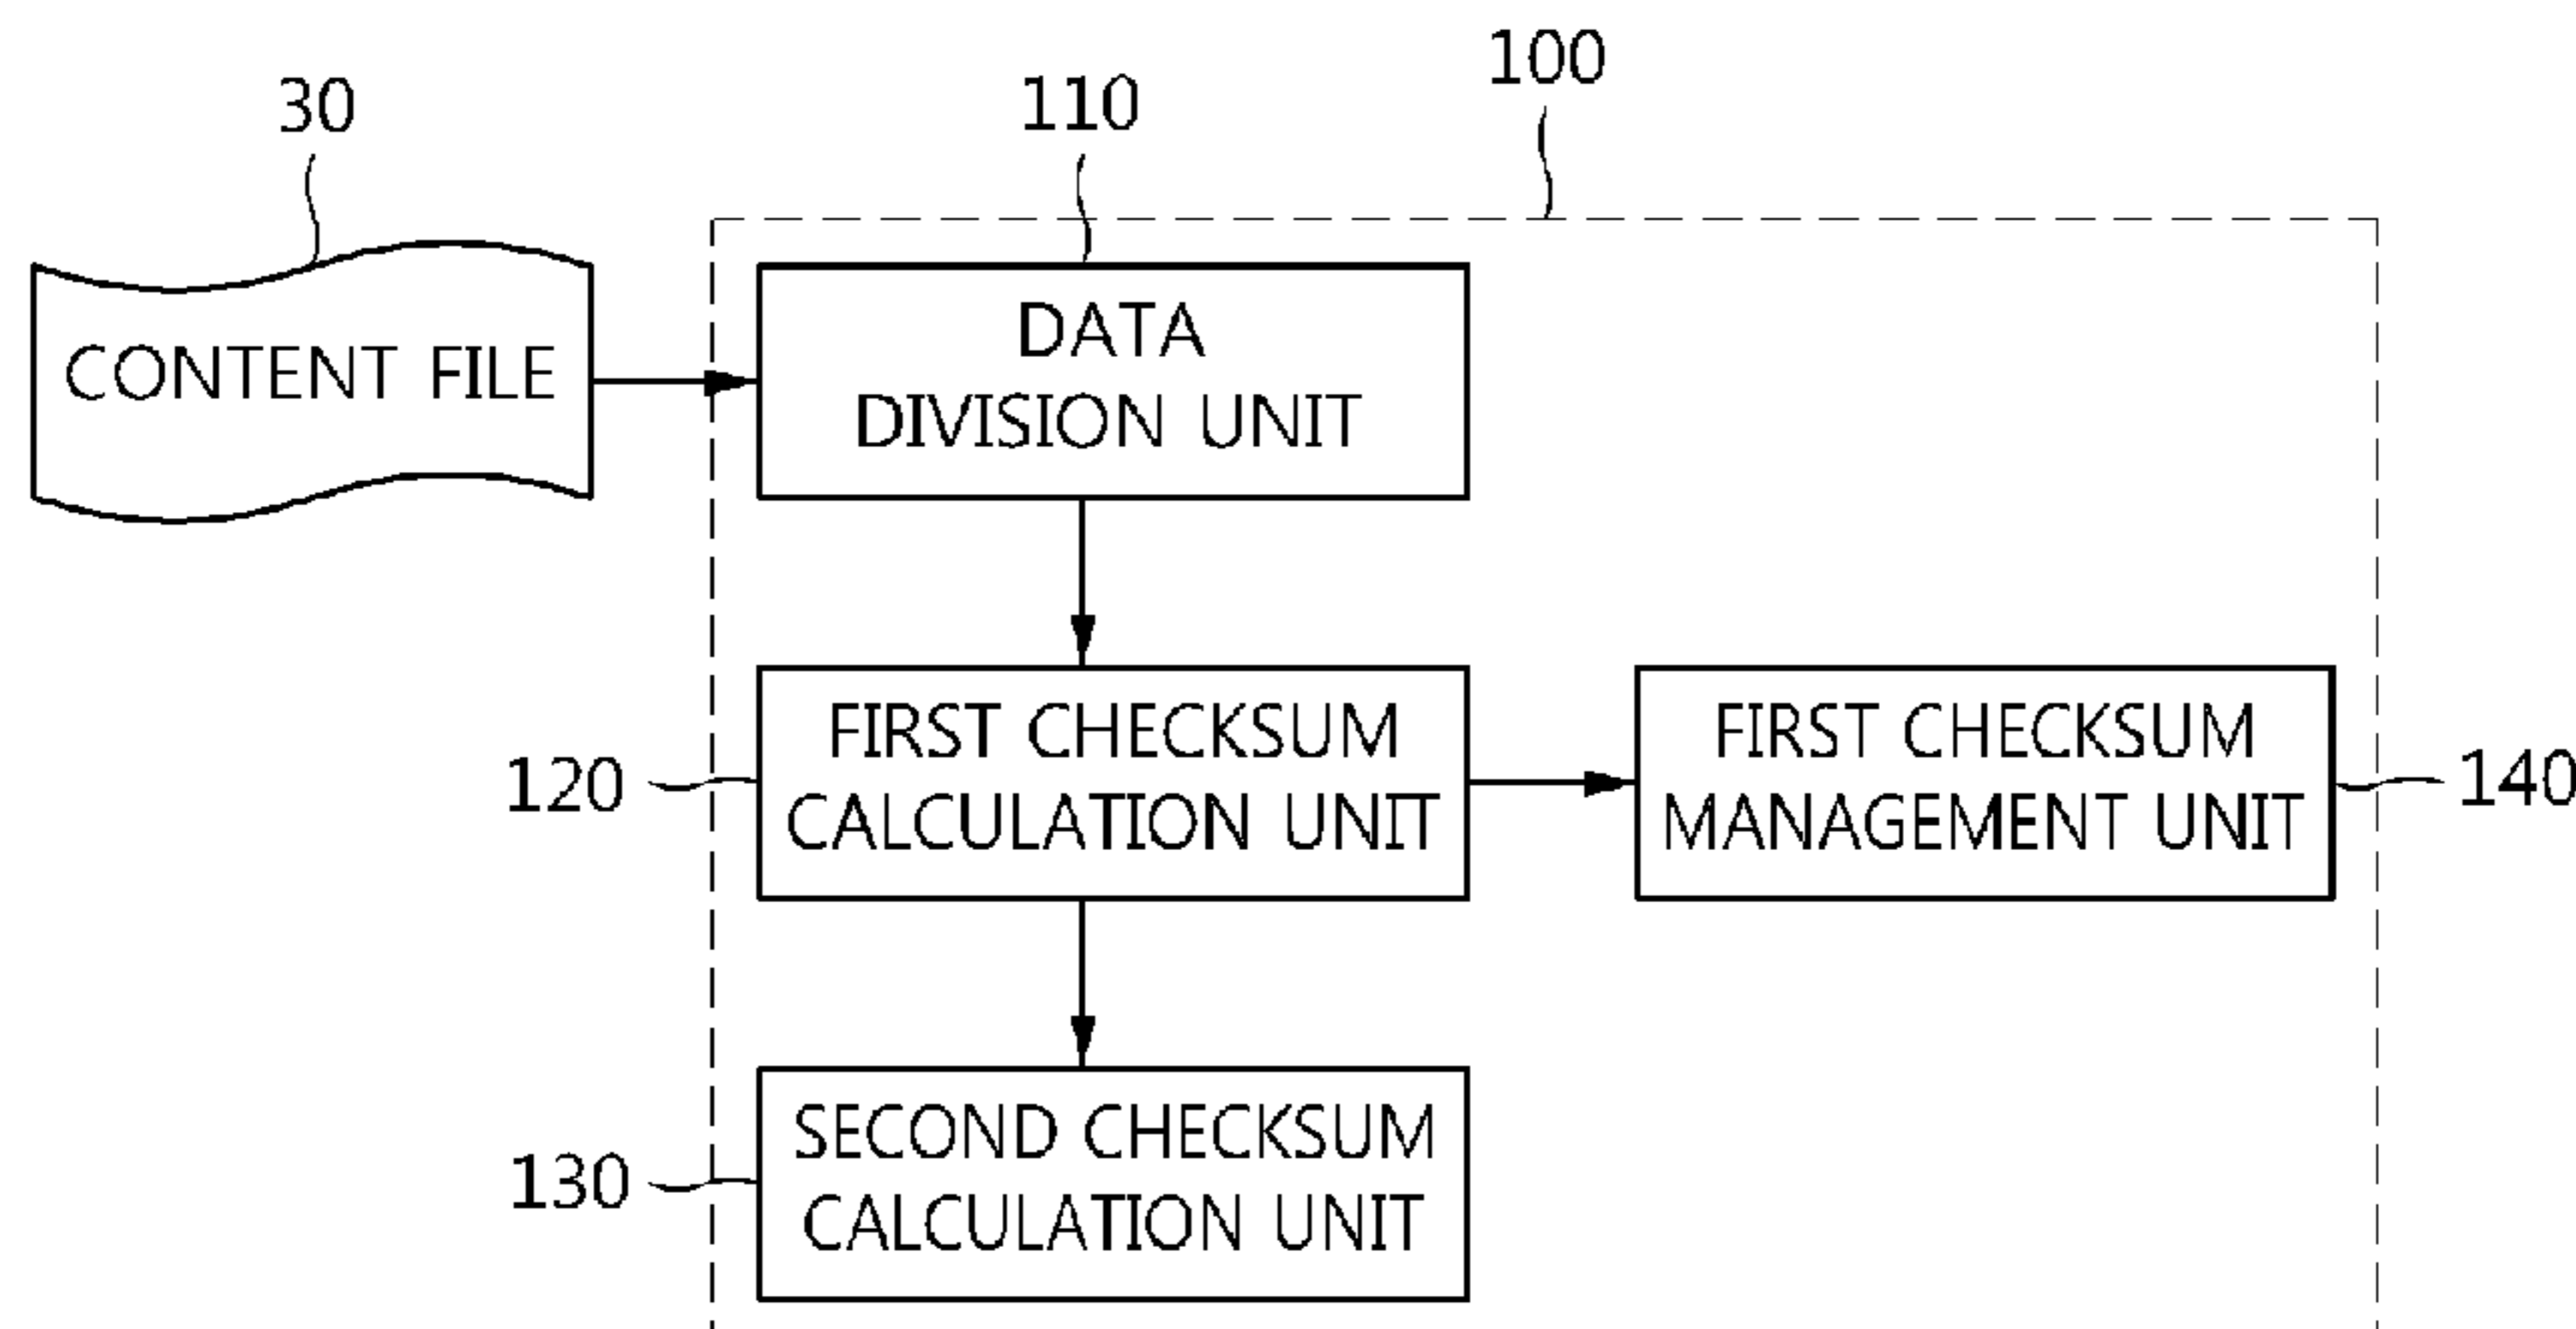 100
30
110
CONTENT FILE
DATA
DIVISION UNIT
120
FIRST CHECKSUM
CALCULATION UNIT
FIRST CHECKSUM
MANAGEMENT UNIT
140
130
SECOND CHECKSUM
CALCULATION UNIT